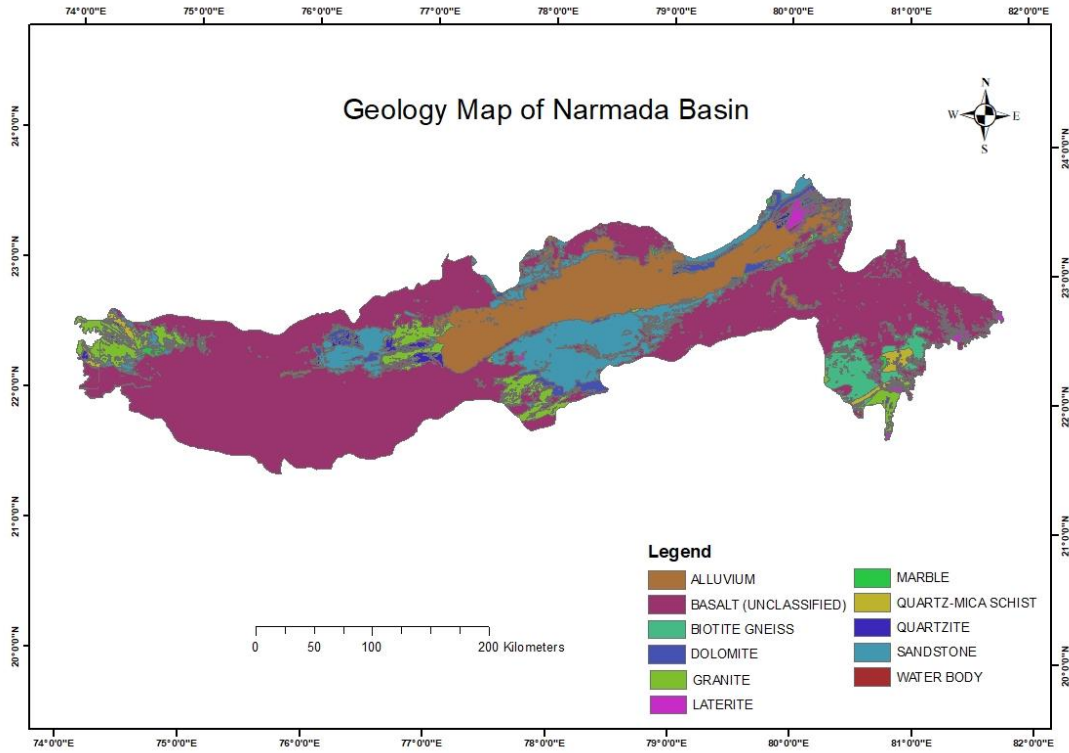 74°0'0"E 75°0'0"E 76°0'0"E 77°0'0"E 78°0'0"E 79°0'0"E 80°0'0"E 81°0'0"E 82°0'0"E
Geology Map of Narmada Basin
N
W E
S
24°0'0"N 24°0'0"N
23°0'0"N 23°0'0"N
22°0'0"N 22°0'0"N
21°0'0"N 21°0'0"N
20°0'0"N 20°0'0"N
Legend
ALLUVIUM
BASALT (UNCLASSIFIED)
BIOTITE GNEISS
DOLOMITE
GRANITE
LATERITE
MARBLE
QUARTZ-MICA SCHIST
QUARTZITE
SANDSTONE
WATER BODY
0 50 100 200 Kilometers
74°0'0"E 75°0'0"E 76°0'0"E 77°0'0"E 78°0'0"E 79°0'0"E 80°0'0"E 81°0'0"E 82°0'0"E